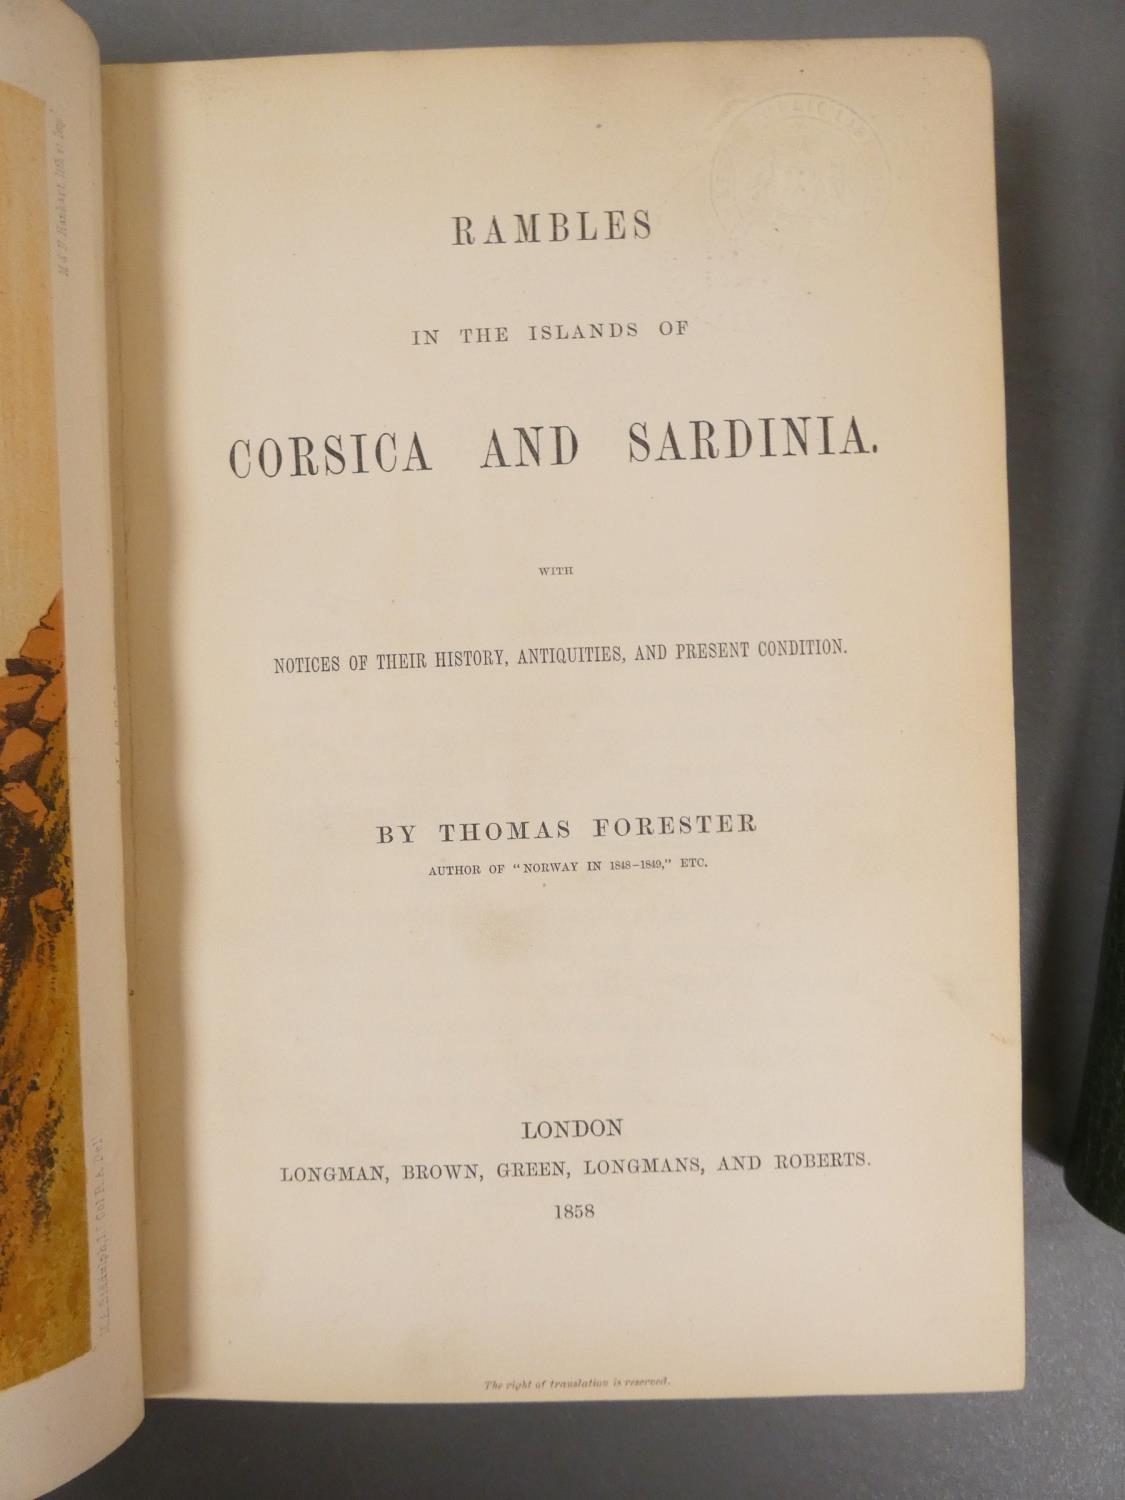 RAMBLES
IN THE ISLANDS OF
CORSICA AND SARDINIA.
WITH
NOTICES OF THEIR HISTORY, ANTIQUITIES, AND PRESENT CONDITION.
BY THOMAS FORESTER
AUTHOR OF "NORWAY IN 1848-1849," ETC.
LONDON
LONGMAN, BROWN, GREEN, LONGMANS, AND ROBERTS.
1858
The right of translation is reserved.